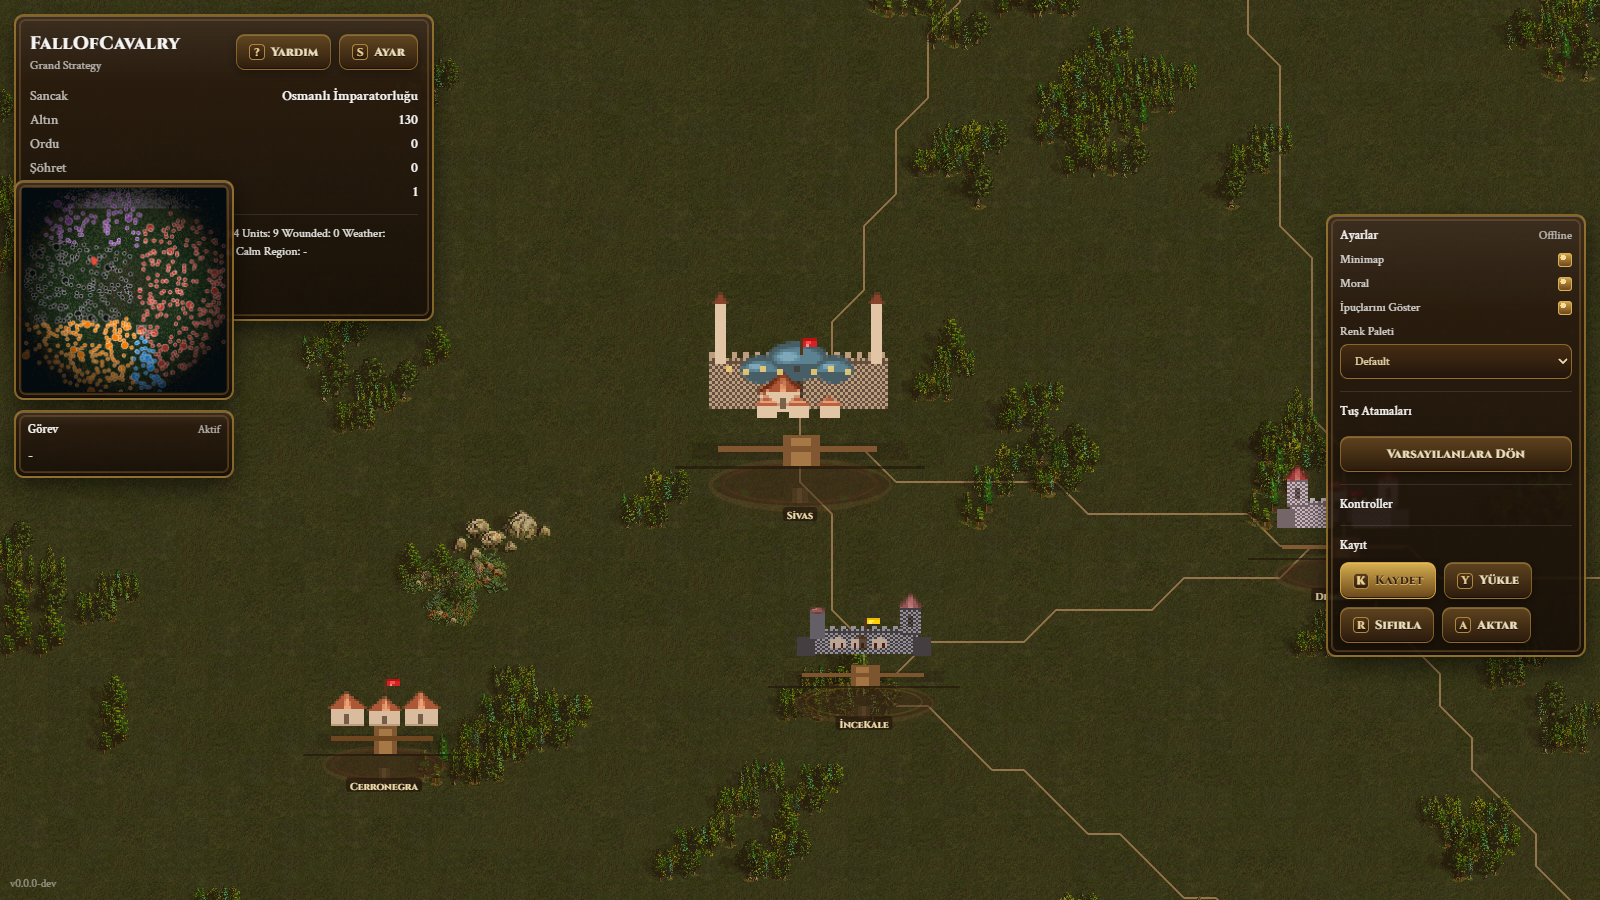 FallOfCavalry
Grand Strategy
? Yardım
S Ayar
Sancak Osmanlı İmparatorluğu
Altın 130
Ordu 0
Şöhret 0
1
4 Units: 9 Wounded: 0 Weather:
Calm Region: -
Görev Aktif
-
Sivas
İncekale
Cerronegra
Ayarlar Offline
Minimap
Moral
İpuçlarını Göster
Renk Paleti
Default
Tuş Atamaları
Varsayılanlara Dön
Kontroller
Kayıt
K Kaydet
Y Yükle
R Sıfırla
A Aktar
v0.0.0-dev